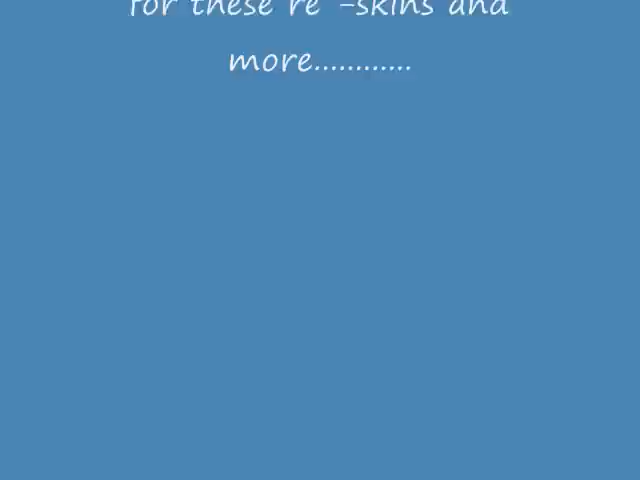 for these re -skins and
more............